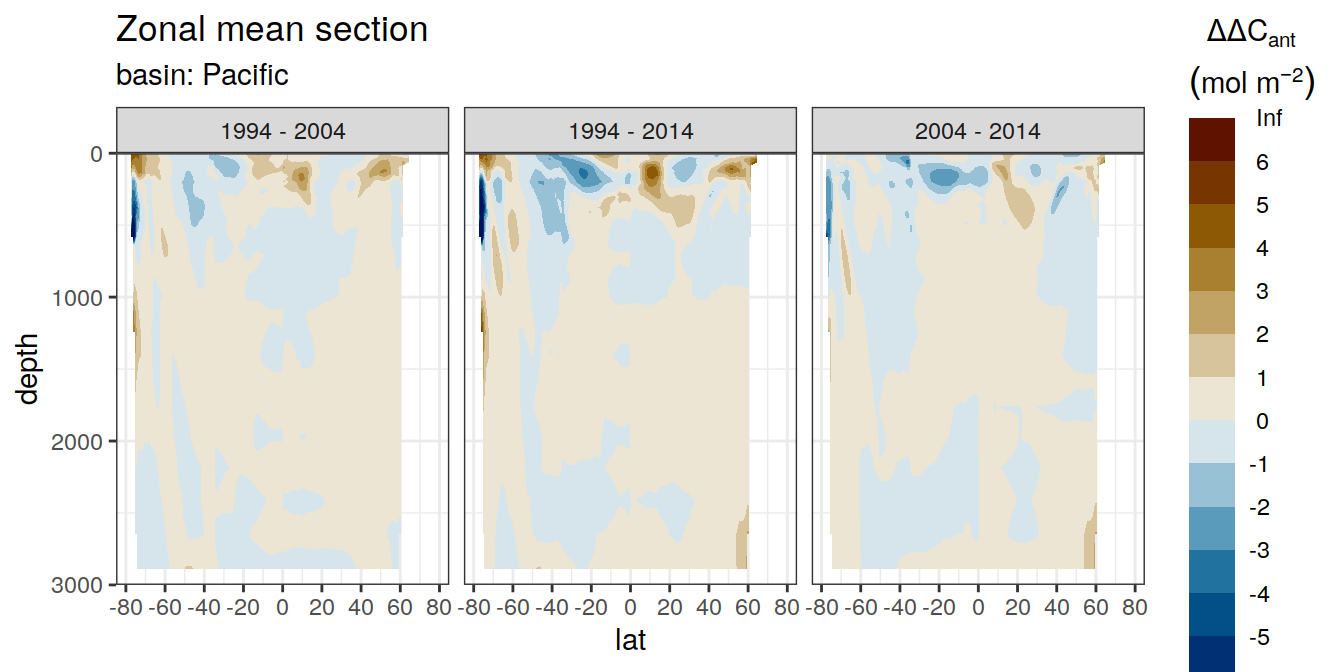 Zonal mean section
basin: Pacific
ΔΔCant
(mol m−2)
1994 - 2004
1994 - 2014
2004 - 2014
Inf
6
5
4
3
2
1
0
-1
-2
-3
-4
-5
depth
0
1000
2000
3000
-80 -60 -40 -20 0 20 40 60 80
-80 -60 -40 -20 0 20 40 60 80
-80 -60 -40 -20 0 20 40 60 80
lat